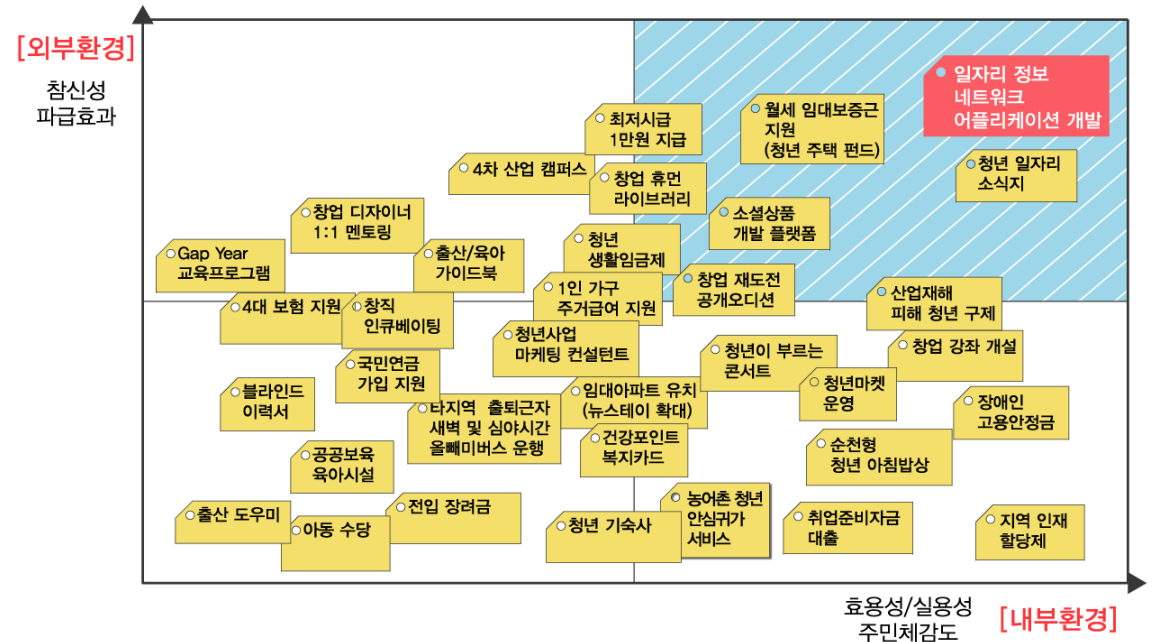 [외부환경]
참신성
파급효과
일자리 정보
네트워크
어플리케이션 개발
월세 임대보증근
지원
(청년 주택 펀드)
최저시급
1만원 지급
4차 산업 캠퍼스
창업 휴먼
라이브러리
청년 일자리
소식지
창업 디자이너
1:1 멘토링
소셜상품
개발 플랫폼
Gap Year
교육프로그램
출산/육아
가이드북
청년
생활임금제
창업 재도전
공개오디션
1인 가구
주거급여 지원
산업재해
피해 청년 구제
4대 보험 지원
창직
인큐베이팅
청년사업
마케팅 컨설턴트
청년이 부르는
콘서트
창업 강좌 개설
국민연금
가입 지원
블라인드
이력서
임대아파트 유치
(뉴스테이 확대)
청년마켓
운영
장애인
고용안정금
타지역 출퇴근자
새벽 및 심야시간
올빼미버스 운행
건강포인트
복지카드
순천형
청년 아침밥상
공공보육
육아시설
출산 도우미
아동 수당
전입 장려금
청년 기숙사
농어촌 청년
안심귀가
서비스
취업준비자금
대출
지역 인재
할당제
효용성/실용성
주민체감도
[내부환경]